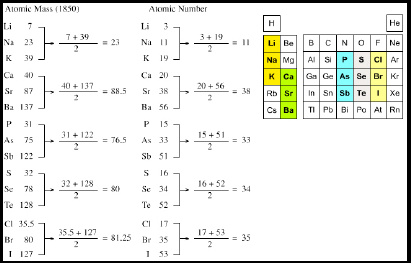 Atomic Mass (1850)
Li 7
Na 23 7 + 39 / 2 = 23
K 39
Ca 40
Sr 87 40 + 137 / 2 = 88.5
Ba 137
P 31
As 75 31 + 122 / 2 = 76.5
Sb 122
S 32
Se 78 32 + 128 / 2 = 80
Te 128
Cl 35.5
Br 80 35.5 + 127 / 2 = 81.25
I 127
Atomic Number
Li 3
Na 11 3 + 19 / 2 = 11
K 19
Ca 20
Sr 38 20 + 56 / 2 = 38
Ba 56
P 15
As 33 15 + 51 / 2 = 33
Sb 51
S 16
Se 34 16 + 52 / 2 = 34
Te 52
Cl 17
Br 35 17 + 53 / 2 = 35
I 53
H He
Li Be B C N O F Ne
Na Mg Al Si P S Cl Ar
K Ca Ga Ge As Se Br Kr
Rb Sr In Sn Sb Te I Xe
Cs Ba Tl Pb Bi Po At Rn